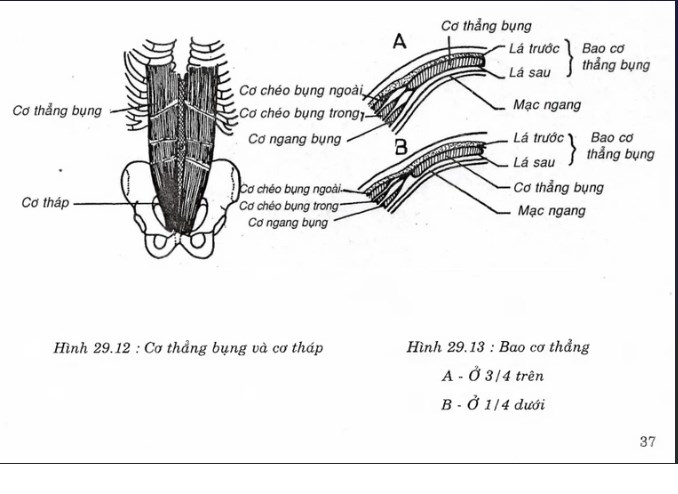 Cơ thẳng bụng
Cơ tháp
A
Cơ thẳng bụng
Lá trước
Lá sau
Bao cơ
thẳng bụng
Mạc ngang
Cơ chéo bụng ngoài
Cơ chéo bụng trong
Cơ ngang bụng
B
Lá trước
Lá sau
Bao cơ
thẳng bụng
Cơ thẳng bụng
Mạc ngang
Cơ chéo bụng ngoài
Cơ chéo bụng trong
Cơ ngang bụng
Hình 29.12 : Cơ thẳng bụng và cơ tháp
Hình 29.13 : Bao cơ thẳng
A - Ở 3/4 trên
B - Ở 1/4 dưới
37